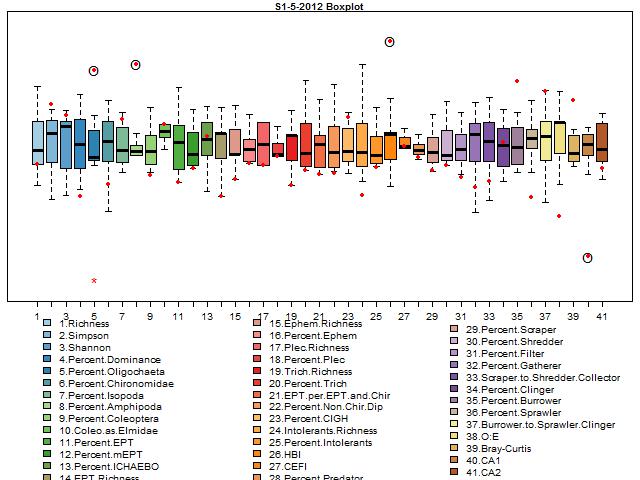 S1-5-2012 Boxplot
1 3 5 7 9 11 13 15 17 19 21 23 25 27 29 31 33 35 37 39 41
1.Richness
2.Simpson
3.Shannon
4.Percent.Dominance
5.Percent.Oligochaeta
6.Percent.Chironomidae
7.Percent.Isopoda
8.Percent.Amphipoda
9.Percent.Coleoptera
10.Coleo.as.Elmidae
11.Percent.EPT
12.Percent.mEPT
13.Percent.ICHAEBO
14.EPT.Richness
15.Ephem.Richness
16.Percent.Ephem
17.Plec.Richness
18.Percent.Plec
19.Trich.Richness
20.Percent.Trich
21.EPT.per.EPT.and.Chir
22.Percent.Non.Chir.Dip
23.Percent.CIGH
24.Intolerants.Richness
25.Percent.Intolerants
26.HBI
27.CEFI
28.Percent.Predator
29.Percent.Scraper
30.Percent.Shredder
31.Percent.Filter
32.Percent.Gatherer
33.Scraper.to.Shredder.Collector
34.Percent.Clinger
35.Percent.Burrower
36.Percent.Sprawler
37.Burrower.to.Sprawler.Clinger
38.O:E
39.Bray-Curtis
40.CA1
41.CA2